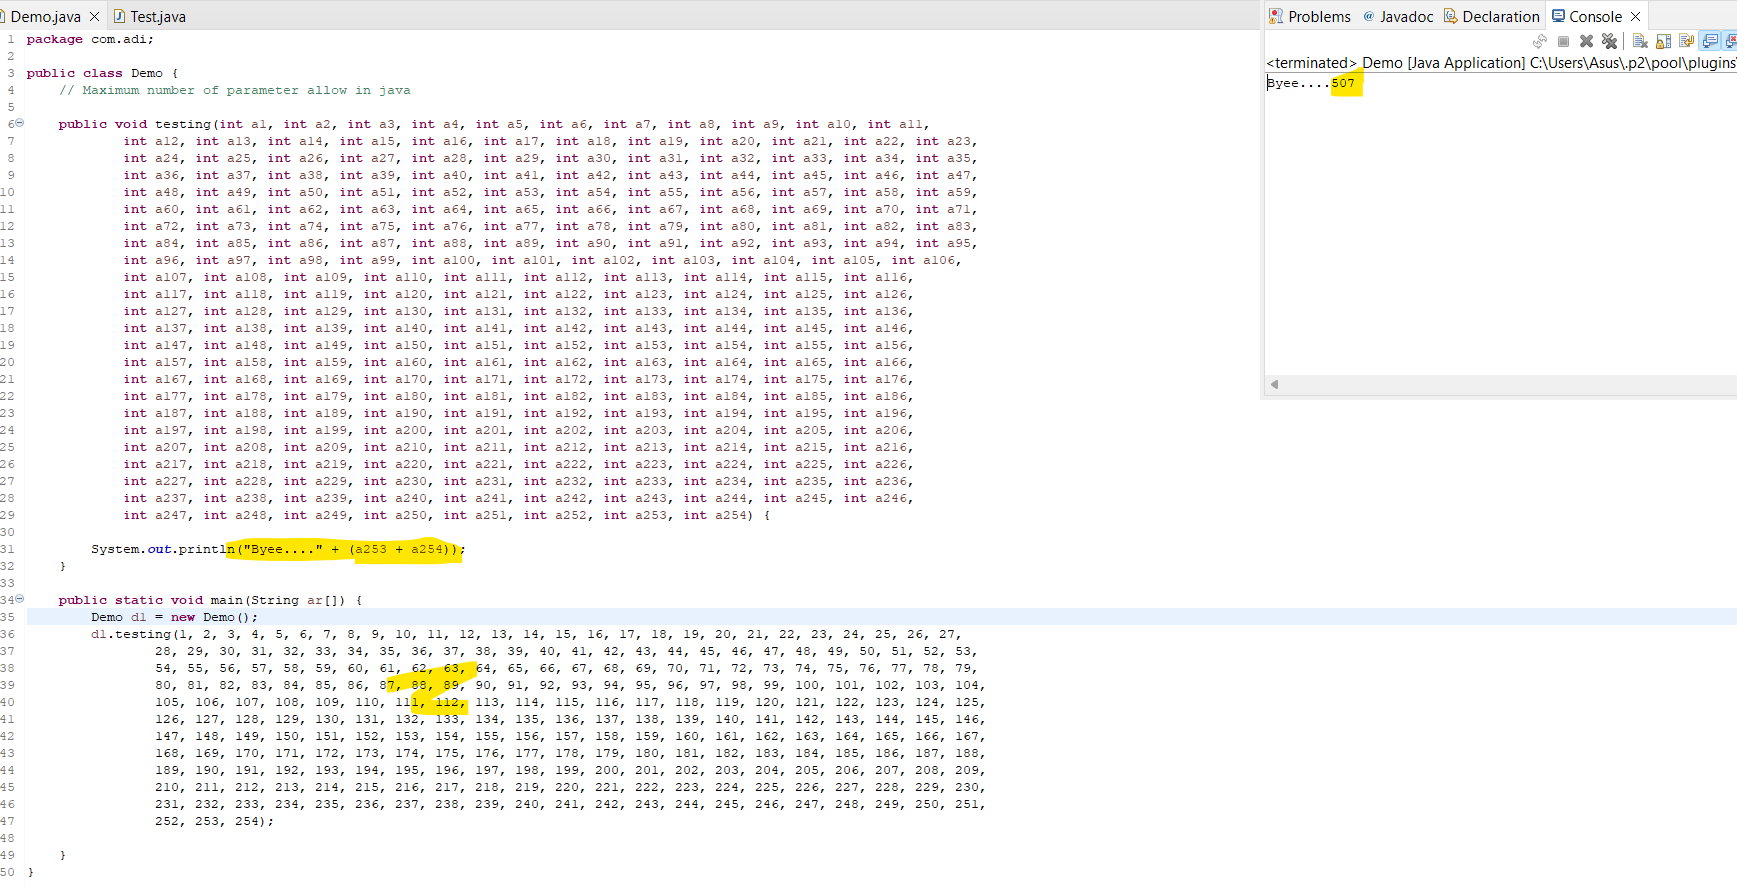 Demo.java
Test.java
1 package com.adi;
2
3 public class Demo {
4 // Maximum number of parameter allow in java
5
6 public void testing(int a1, int a2, int a3, int a4, int a5, int a6, int a7, int a8, int a9, int a10, int a11,
7 int a12, int a13, int a14, int a15, int a16, int a17, int a18, int a19, int a20, int a21, int a22, int a23,
8 int a24, int a25, int a26, int a27, int a28, int a29, int a30, int a31, int a32, int a33, int a34, int a35,
9 int a36, int a37, int a38, int a39, int a40, int a41, int a42, int a43, int a44, int a45, int a46, int a47,
10 int a48, int a49, int a50, int a51, int a52, int a53, int a54, int a55, int a56, int a57, int a58, int a59,
11 int a60, int a61, int a62, int a63, int a64, int a65, int a66, int a67, int a68, int a69, int a70, int a71,
12 int a72, int a73, int a74, int a75, int a76, int a77, int a78, int a79, int a80, int a81, int a82, int a83,
13 int a84, int a85, int a86, int a87, int a88, int a89, int a90, int a91, int a92, int a93, int a94, int a95,
14 int a96, int a97, int a98, int a99, int a100, int a101, int a102, int a103, int a104, int a105, int a106,
15 int a107, int a108, int a109, int a110, int a111, int a112, int a113, int a114, int a115, int a116,
16 int a117, int a118, int a119, int a120, int a121, int a122, int a123, int a124, int a125, int a126,
17 int a127, int a128, int a129, int a130, int a131, int a132, int a133, int a134, int a135, int a136,
18 int a137, int a138, int a139, int a140, int a141, int a142, int a143, int a144, int a145, int a146,
19 int a147, int a148, int a149, int a150, int a151, int a152, int a153, int a154, int a155, int a156,
20 int a157, int a158, int a159, int a160, int a161, int a162, int a163, int a164, int a165, int a166,
21 int a167, int a168, int a169, int a170, int a171, int a172, int a173, int a174, int a175, int a176,
22 int a177, int a178, int a179, int a180, int a181, int a182, int a183, int a184, int a185, int a186,
23 int a187, int a188, int a189, int a190, int a191, int a192, int a193, int a194, int a195, int a196,
24 int a197, int a198, int a199, int a200, int a201, int a202, int a203, int a204, int a205, int a206,
25 int a207, int a208, int a209, int a210, int a211, int a212, int a213, int a214, int a215, int a216,
26 int a217, int a218, int a219, int a220, int a221, int a222, int a223, int a224, int a225, int a226,
27 int a227, int a228, int a229, int a230, int a231, int a232, int a233, int a234, int a235, int a236,
28 int a237, int a238, int a239, int a240, int a241, int a242, int a243, int a244, int a245, int a246,
29 int a247, int a248, int a249, int a250, int a251, int a252, int a253, int a254) {
30
31 System.out.println("Byee...." + (a253 + a254));
32 }
33
34 public static void main(String ar[]) {
35 Demo d1 = new Demo();
36 d1.testing(1, 2, 3, 4, 5, 6, 7, 8, 9, 10, 11, 12, 13, 14, 15, 16, 17, 18, 19, 20, 21, 22, 23, 24, 25, 26, 27,
37 28, 29, 30, 31, 32, 33, 34, 35, 36, 37, 38, 39, 40, 41, 42, 43, 44, 45, 46, 47, 48, 49, 50, 51, 52, 53,
38 54, 55, 56, 57, 58, 59, 60, 61, 62, 63, 64, 65, 66, 67, 68, 69, 70, 71, 72, 73, 74, 75, 76, 77, 78, 79,
39 80, 81, 82, 83, 84, 85, 86, 87, 88, 89, 90, 91, 92, 93, 94, 95, 96, 97, 98, 99, 100, 101, 102, 103, 104,
40 105, 106, 107, 108, 109, 110, 111, 112, 113, 114, 115, 116, 117, 118, 119, 120, 121, 122, 123, 124, 125,
41 126, 127, 128, 129, 130, 131, 132, 133, 134, 135, 136, 137, 138, 139, 140, 141, 142, 143, 144, 145, 146,
42 147, 148, 149, 150, 151, 152, 153, 154, 155, 156, 157, 158, 159, 160, 161, 162, 163, 164, 165, 166, 167,
43 168, 169, 170, 171, 172, 173, 174, 175, 176, 177, 178, 179, 180, 181, 182, 183, 184, 185, 186, 187, 188,
44 189, 190, 191, 192, 193, 194, 195, 196, 197, 198, 199, 200, 201, 202, 203, 204, 205, 206, 207, 208, 209,
45 210, 211, 212, 213, 214, 215, 216, 217, 218, 219, 220, 221, 222, 223, 224, 225, 226, 227, 228, 229, 230,
46 231, 232, 233, 234, 235, 236, 237, 238, 239, 240, 241, 242, 243, 244, 245, 246, 247, 248, 249, 250, 251,
47 252, 253, 254);
48
49 }
50 }
Problems @ Javadoc Declaration Console
<terminated> Demo [Java Application] C:\Users\Asus\.p2\pool\plugins\
Byee....507